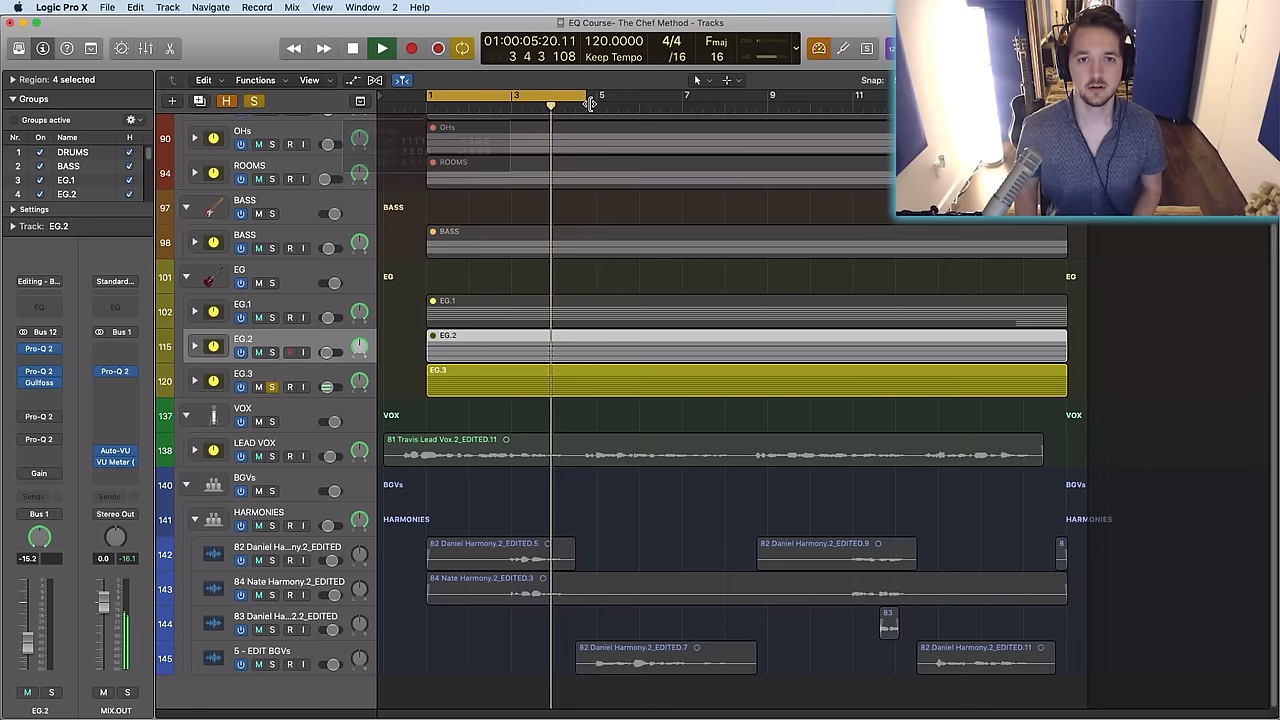 Logic Pro X File Edit Track Navigate Record Mix View Window 2 Help
EQ Course- The Chef Method - Tracks
01:00:05:20.11 120.0000 4/4 Fmaj
3 4 3 108 Keep Tempo /16 16
Region: 4 selected
Edit Functions View Snap:
Groups
H S
1 3 5 7 9 11
Groups active
Nr. On Name H
1 DRUMS H
2 BASS H
3 EG.1 H
4 EG.2 H
Settings
Track: EG.2
Editing - B... Standard...
EQ EQ
Bus 12 Bus 1
Pro-Q 2
Pro-Q 2 Pro-Q 2
Gullfoss
Pro-Q 2
Pro-Q 2
Auto-VU
VU Meter (
Gain
Sends Sends
Bus 1 Stereo Out
-15.2 0.0 -16.1
M S M S
EG.2 MIX.OUT
90 OHs M S R I OHs
94 ROOMS M S R I ROOMS
97 BASS M S BASS
98 BASS M S R I BASS
101 EG M S EG EG
102 EG.1 M S R I EG.1
115 EG.2 M S R I EG.2
120 EG.3 M S R I EG.3
137 VOX M S VOX VOX
138 LEAD VOX M S R I 81 Travis Lead Vox.2_EDITED.11
140 BGVs M S BGVs BGVs
141 HARMONIES M S R I HARMONIES HARMONIES
142 82 Daniel Ha...ny.2_EDITED M S R I 82 Daniel Harmony.2_EDITED.5 82 Daniel Harmony.2_EDITED.9 8
143 84 Nate Harmony.2_EDITED M S R I 84 Nate Harmony.2_EDITED.3
144 83 Daniel Ha...2.2_EDITED M S R I 83
145 5 - EDIT BGVs M S R I 82 Daniel Harmony.2_EDITED.7 82 Daniel Harmony.2_EDITED.11